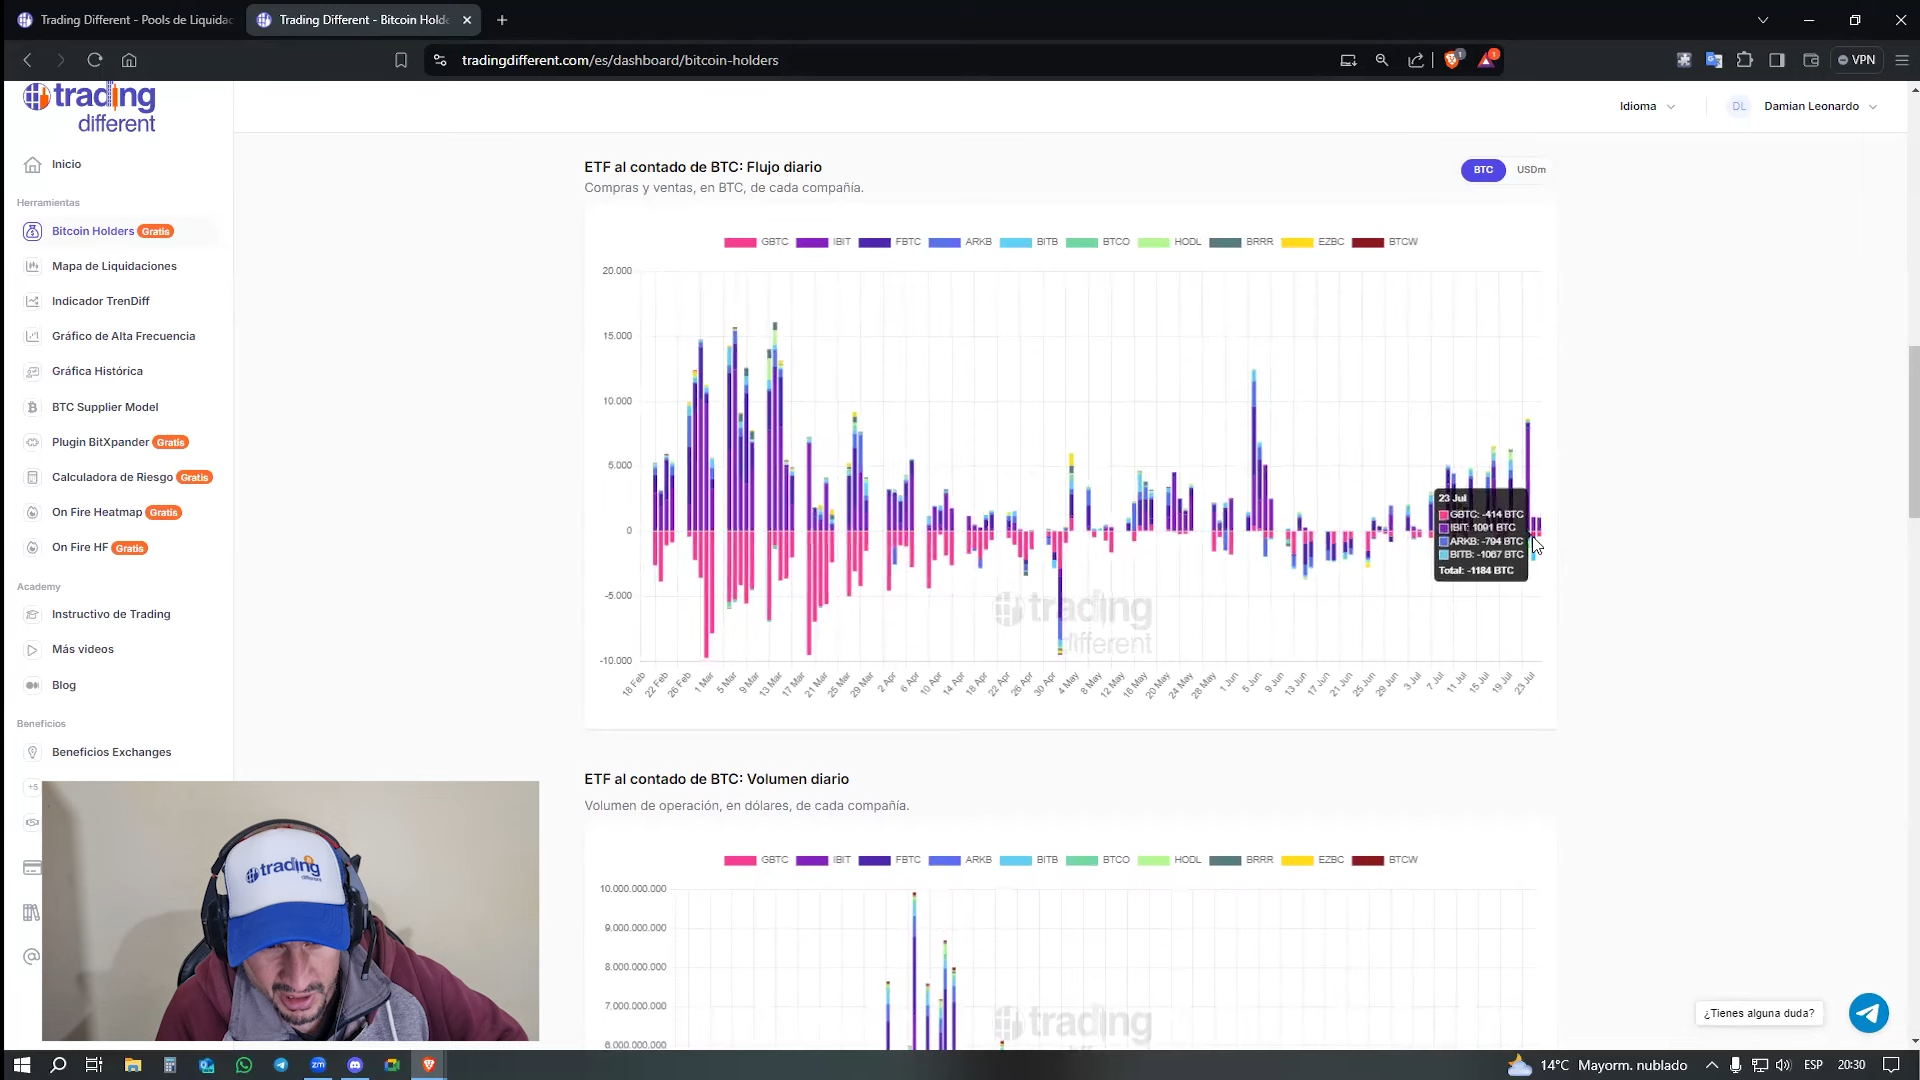 Trading Different - Pools de Liquidac
Trading Different - Bitcoin Holde
tradingdifferent.com/es/dashboard/bitcoin-holders
1
1
VPN
trading
different
Idioma
DL
Damian Leonardo
Inicio
Herramientas
Bitcoin Holders Gratis
Mapa de Liquidaciones
Indicador TrenDiff
Gráfico de Alta Frecuencia
Gráfica Histórica
BTC Supplier Model
Plugin BitXpander Gratis
Calculadora de Riesgo Gratis
On Fire Heatmap Gratis
On Fire HF Gratis
Academy
Instructivo de Trading
Más videos
Blog
Beneficios
Beneficios Exchanges
+5
ETF al contado de BTC: Flujo diario
Compras y ventas, en BTC, de cada compañía.
BTC USDm
GBTC IBIT FBTC ARKB BITB BTCO HODL BRRR EZBC BTCW
20.000
15.000
10.000
5.000
0
-5.000
-10.000
23 Jul
GBTC: -414 BTC
IBIT: 1091 BTC
ARKB: -794 BTC
BITB: -1067 BTC
Total: -1184 BTC
trading
different
18 Feb 22 Feb 26 Feb 1 Mar 5 Mar 9 Mar 13 Mar 17 Mar 21 Mar 25 Mar 29 Mar 2 Apr 6 Apr 10 Apr 14 Apr 18 Apr 22 Apr 26 Apr 30 Apr 4 May 8 May 12 May 16 May 20 May 24 May 28 May 1 Jun 5 Jun 9 Jun 13 Jun 17 Jun 21 Jun 25 Jun 29 Jun 3 Jul 7 Jul 11 Jul 15 Jul 19 Jul 23 Jul
ETF al contado de BTC: Volumen diario
Volumen de operación, en dólares, de cada compañía.
GBTC IBIT FBTC ARKB BITB BTCO HODL BRRR EZBC BTCW
10.000.000.000
9.000.000.000
8.000.000.000
7.000.000.000
6.000.000.000
trading
trading
different
¿Tienes alguna duda?
14°C Mayorm. nublado
ESP
20:30